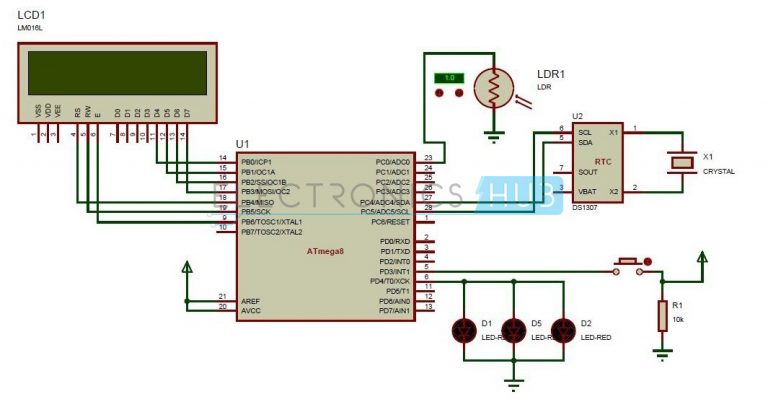 LCD1
LM016L
VSS
VDD
VEE
RS
RW
E
D0
D1
D2
D3
D4
D5
D6
D7
1
2
3
4
5
6
7
8
9
10
11
12
13
14
1.0
LDR1
LDR
U1
14
15
16
17
18
19
9
10
21
20
PB0/ICP1
PB1/OC1A
PB2/SS/OC1B
PB3/MOSI/OC2
PB4/MISO
PB5/SCK
PB6/TOSC1/XTAL1
PB7/TOSC2/XTAL2
AREF
AVCC
ATmega8
PC0/ADC0
PC1/ADC1
PC2/ADC2
PC3/ADC3
PC4/ADC4/SDA
PC5/ADC5/SCL
PC6/RESET
PD0/RXD
PD1/TXD
PD2/INT0
PD3/INT1
PD4/T0/XCK
PD5/T1
PD6/AIN0
PD7/AIN1
23
24
25
26
27
28
1
2
3
4
5
6
11
12
13
ELECTRONICS
HUB
U2
6
5
7
3
SCL
SDA
SOUT
VBAT
RTC
X1
X2
1
2
DS1307
X1
CRYSTAL
D1
LED-RED
D5
LED-RED
D2
LED-RED
R1
10k